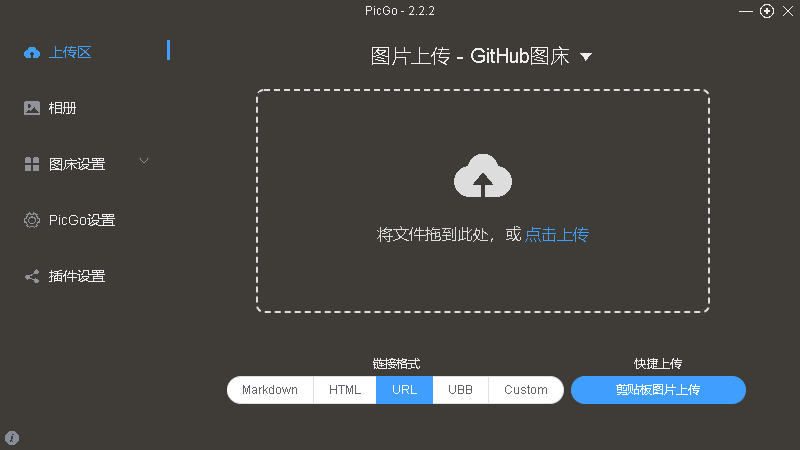 PicGo - 2.2.2
上传区
相册
图床设置
PicGo设置
插件设置
图片上传 - GitHub图床
将文件拖到此处，或 点击上传
链接格式
Markdown HTML URL UBB Custom
快捷上传
剪贴板图片上传